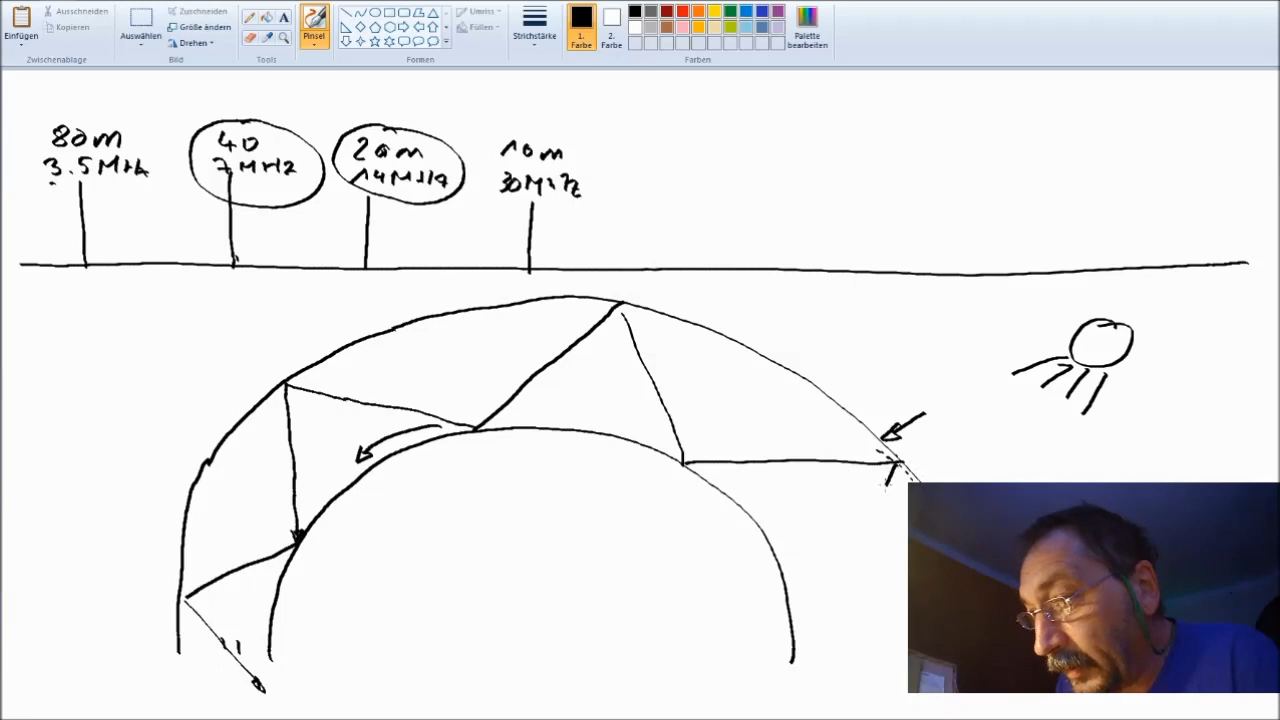 Einfügen
Ausschneiden
Kopieren
Zwischenablage
Auswählen
Zuschneiden
Größe ändern
Drehen
Bild
Tools
Pinsel
Umriss
Füllen
Formen
Strichstärke
1.
Farbe
2.
Farbe
Palette
bearbeiten
Farben
80m
3.5MHz
40
7MHz
20m
14MHz
10m
30MHz